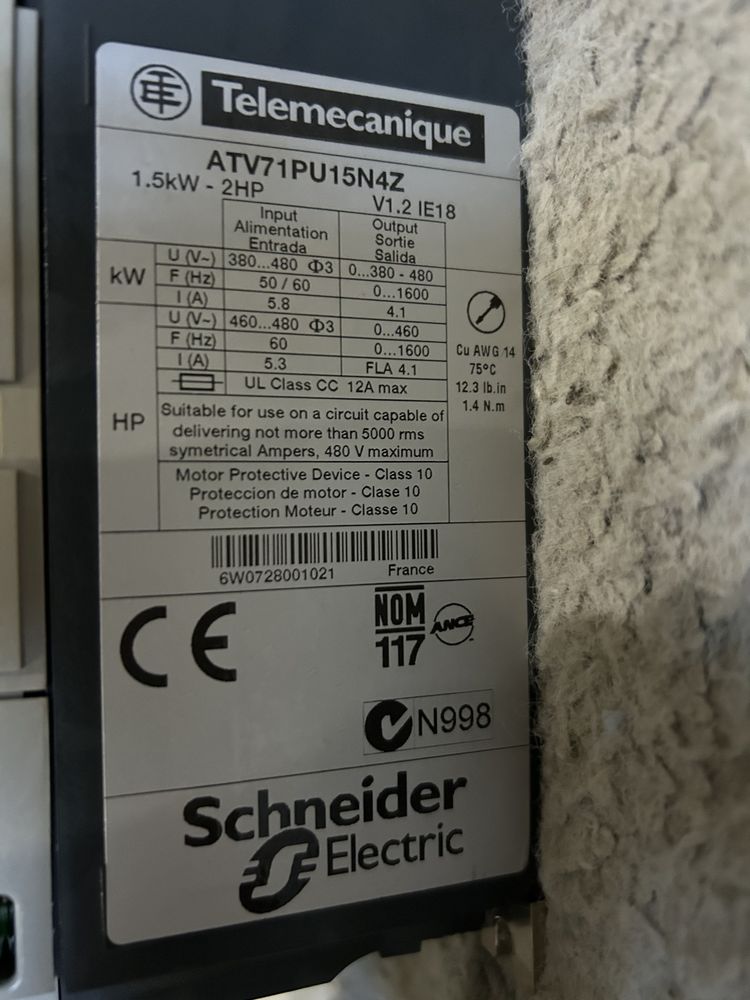 Telemecanique
ATV71PU15N4Z
1.5kW - 2HP
V1.2 IE18
Input Alimentation Entrada
Output Sortie Salida
kW
U (V~) 380...480 Φ3 0...380 - 480
F (Hz) 50 / 60 0...1600
I (A) 5.8 4.1
HP
U (V~) 460...480 Φ3 0...460
F (Hz) 60 0...1600
I (A) 5.3 FLA 4.1
UL Class CC 12A max
Suitable for use on a circuit capable of
delivering not more than 5000 rms
symetrical Ampers, 480 V maximum
Motor Protective Device - Class 10
Proteccion de motor - Clase 10
Protection Moteur - Classe 10
Cu AWG 14
75°C
12.3 lb.in
1.4 N.m
6W0728001021
France
CE
NOM
117
ANCE
N998
Schneider
Electric